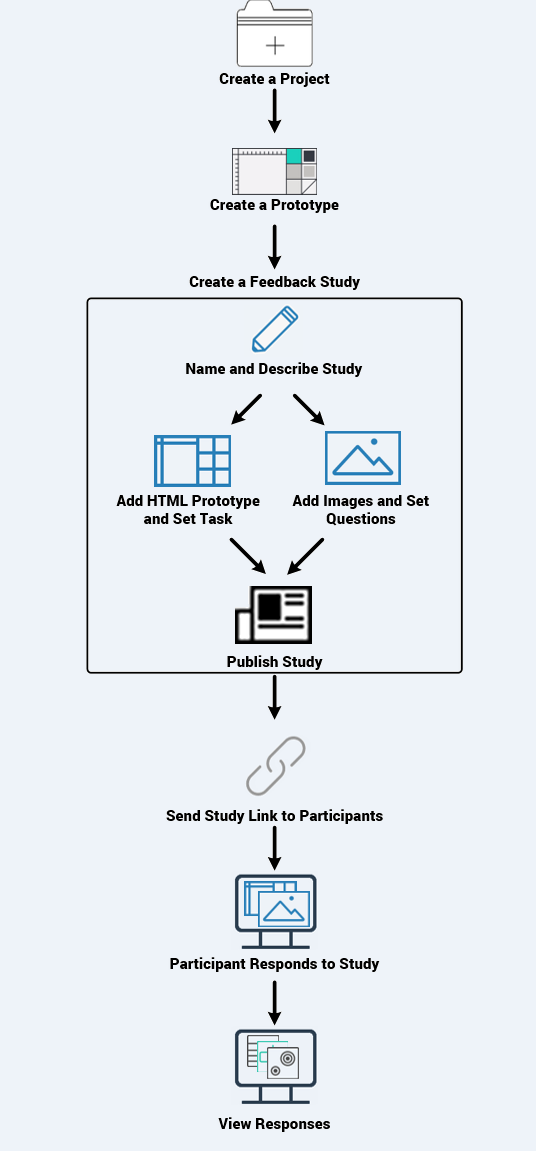 Create a Project
Create a Prototype
Create a Feedback Study
Name and Describe Study
Add HTML Prototype
and Set Task
Add Images and Set
Questions
Publish Study
Send Study Link to Participants
Participant Responds to Study
View Responses